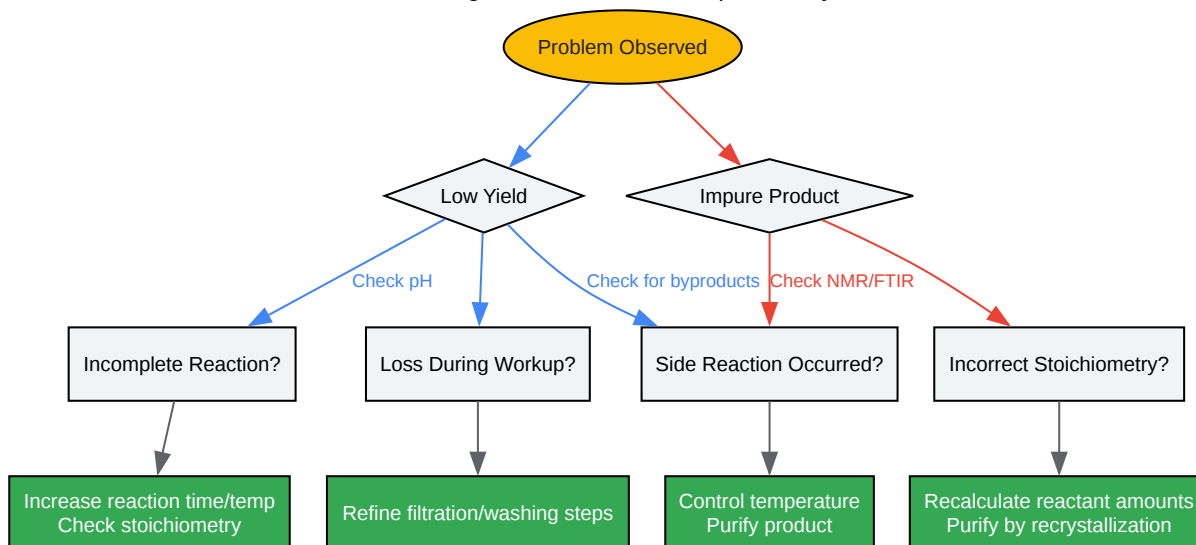 Problem Observed
Low Yield
Impure Product
Check pH
Check for byproducts
Check NMR/FTIR
Incomplete Reaction?
Loss During Workup?
Side Reaction Occurred?
Incorrect Stoichiometry?
Increase reaction time/temp
Check stoichiometry
Refine filtration/washing steps
Control temperature
Purify product
Recalculate reactant amounts
Purify by recrystallization